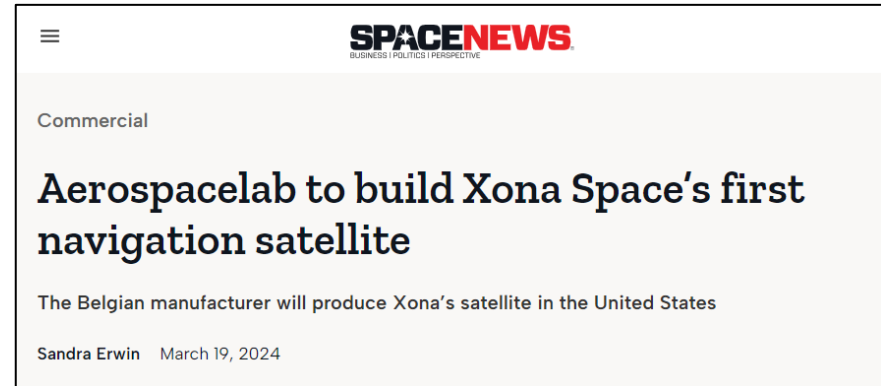 SPACENEWS
BUSINESS | POLITICS | PERSPECTIVE
Commercial
Aerospacelab to build Xona Space’s first
navigation satellite
The Belgian manufacturer will produce Xona’s satellite in the United States
Sandra Erwin March 19, 2024